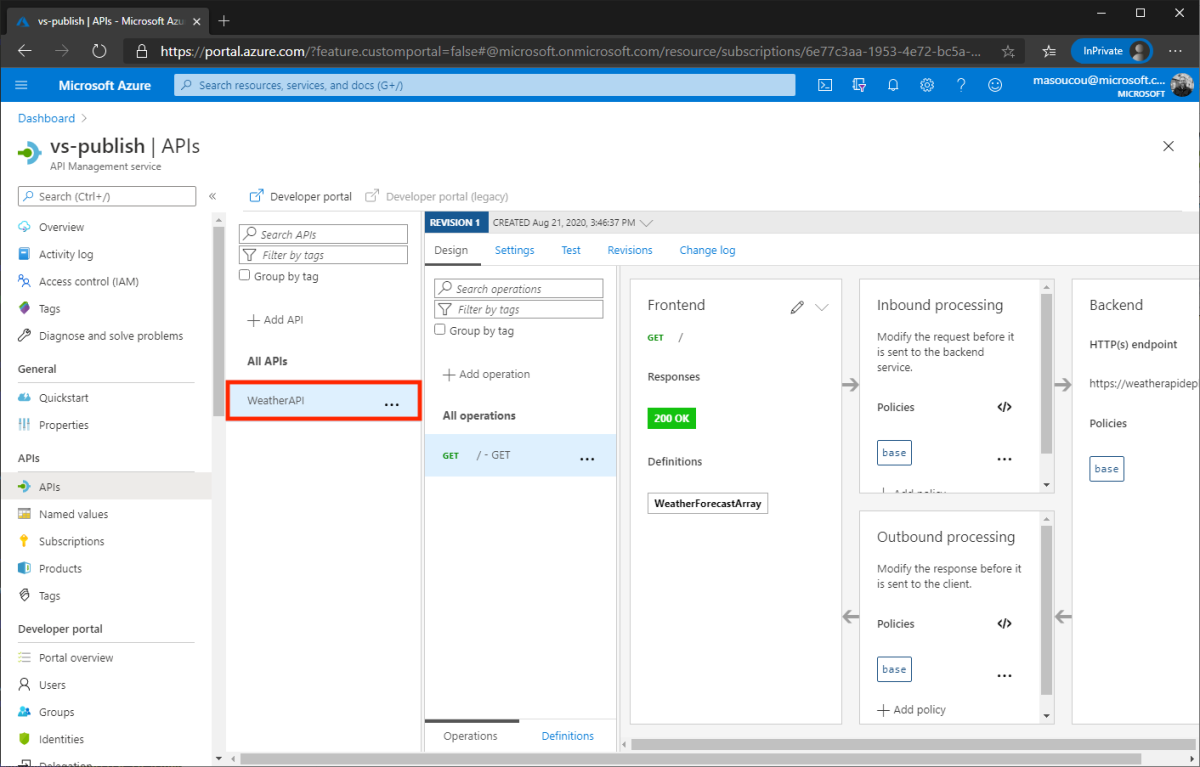 vs-publish | APIs - Microsoft Azu
https://portal.azure.com/?feature.customportal=false#@microsoft.onmicrosoft.com/resource/subscriptions/6e77c3aa-1953-4e72-bc5a-...
InPrivate
Microsoft Azure
Search resources, services, and docs (G+/)
masoucou@microsoft.c...
MICROSOFT
Dashboard
vs-publish | APIs
API Management service
Search (Ctrl+/)
Overview
Activity log
Access control (IAM)
Tags
Diagnose and solve problems
General
Quickstart
Properties
APIs
APIs
Named values
Subscriptions
Products
Tags
Developer portal
Portal overview
Users
Groups
Identities
Delegation
Developer portal
Developer portal (legacy)
Search APIs
Filter by tags
Group by tag
Add API
All APIs
WeatherAPI
...
REVISION 1 CREATED Aug 21, 2020, 3:46:37 PM
Design Settings Test Revisions Change log
Search operations
Filter by tags
Group by tag
Add operation
All operations
GET / - GET
...
Operations Definitions
Frontend
GET /
Responses
200 OK
Definitions
WeatherForecastArray
Inbound processing
Modify the request before it
is sent to the backend
service.
Policies </>
base
...
Add policy
Outbound processing
Modify the response before it
is sent to the client.
Policies </>
base
...
Add policy
Backend
HTTP(s) endpoint
https://weatherapidep
Policies
base